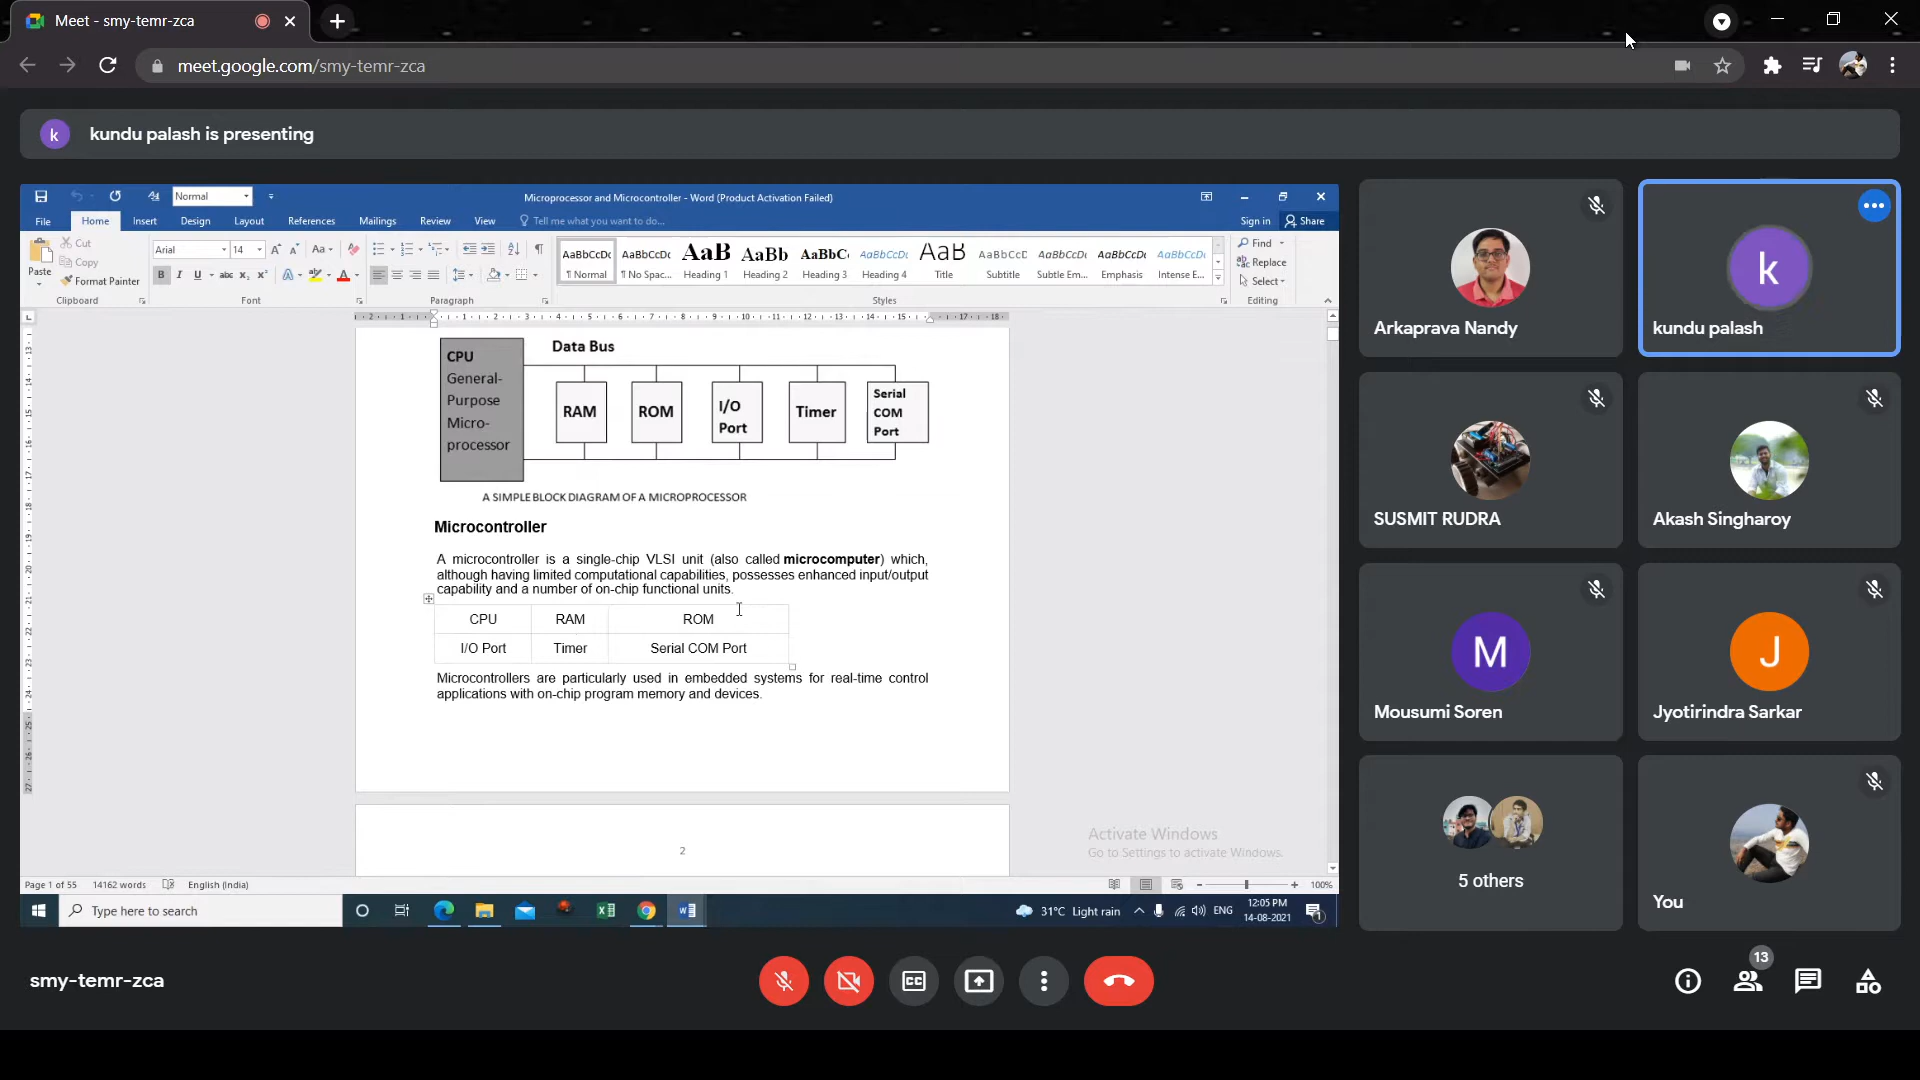 Meet - smy-temr-zca
meet.google.com/smy-temr-zca
k kundu palash is presenting
Normal
Microprocessor and Microcontroller - Word (Product Activation Failed)
File Home Insert Design Layout References Mailings Review View Tell me what you want to do... Sign in Share
Paste
Cut
Copy
Format Painter
Arial 14
AaBbCcDc AaBbCcDc AaB AaBb AaBbC AaBbCcDc AaB AaBbCcD AaBbCcDc AaBbCcDc AaBbCcDc
¶ Normal ¶ No Spac... Heading 1 Heading 2 Heading 3 Heading 4 Title Subtitle Subtle Em... Emphasis Intense E...
Find
Replace
Select
Clipboard Font Paragraph Styles Editing
CPU
General-
Purpose
Micro-
processor
Data Bus
RAM
ROM
I/O
Port
Timer
Serial
COM
Port
A SIMPLE BLOCK DIAGRAM OF A MICROPROCESSOR
Microcontroller
A microcontroller is a single-chip VLSI unit (also called microcomputer) which,
although having limited computational capabilities, possesses enhanced input/output
capability and a number of on-chip functional units.
CPU RAM ROM
I/O Port Timer Serial COM Port
Microcontrollers are particularly used in embedded systems for real-time control
applications with on-chip program memory and devices.
2
Activate Windows
Go to Settings to activate Windows.
Page 1 of 55 14162 words English (India) 100%
Type here to search
31°C Light rain ENG
12:05 PM
14-08-2021
1
Arkaprava Nandy
k
kundu palash
SUSMIT RUDRA
Akash Singharoy
M
Mousumi Soren
J
Jyotirindra Sarkar
5 others
You
smy-temr-zca
CC
13